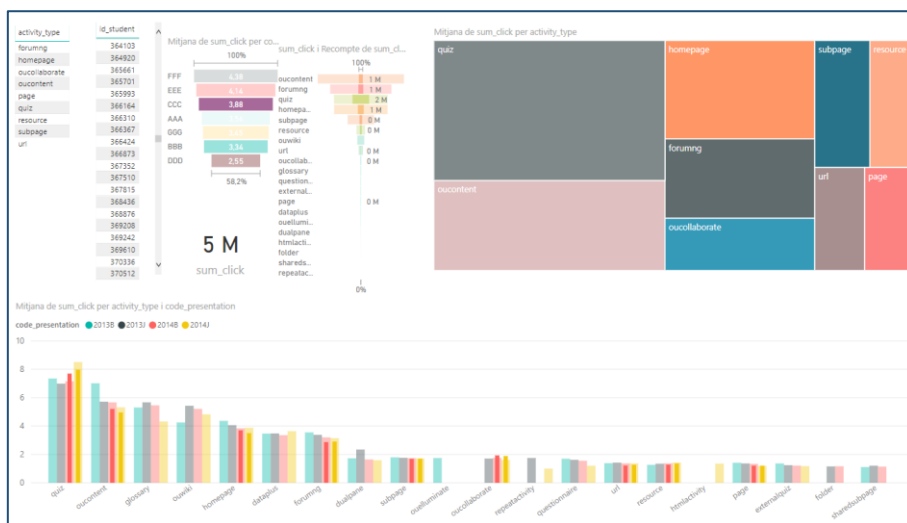 activity_type
forumng
homepage
oucollaborate
oucontent
page
quiz
resource
subpage
url
id_student
364103
364920
365661
365701
365993
366164
366310
366367
366424
366873
367352
367510
367815
368436
368876
369208
369242
369610
370336
370512
Mitjana de sum_click per co...
100%
FFF 4,38
EEE 4,14
CCC 3,88
AAA
GGG
BBB 3,34
DDD 2,55
58,2%
5 M
sum_click
sum_click i Recompte de sum_cl...
100%
oucontent 1 M
forumng 1 M
quiz 2 M
homepa... 1 M
subpage 0 M
resource 0 M
ouwiki
url 0 M
oucollab... 0 M
glossary
question...
external...
page 0 M
dataplus
ouellumi...
dualpane
htmlacti...
folder
shareds...
repeatac...
0%
Mitjana de sum_click per activity_type
quiz
oucontent
homepage
forumng
oucollaborate
subpage
resource
url
page
Mitjana de sum_click per activity_type i code_presentation
code_presentation 2013B 2013J 2014B 2014J
10
8
6
4
2
0
quiz
oucontent
glossary
ouwiki
homepage
dataplus
forumng
dualpane
subpage
ouelluminate
oucollaborate
repeatactivity
questionnaire
url
resource
htmlactivity
page
externalquiz
folder
sharedsubpage